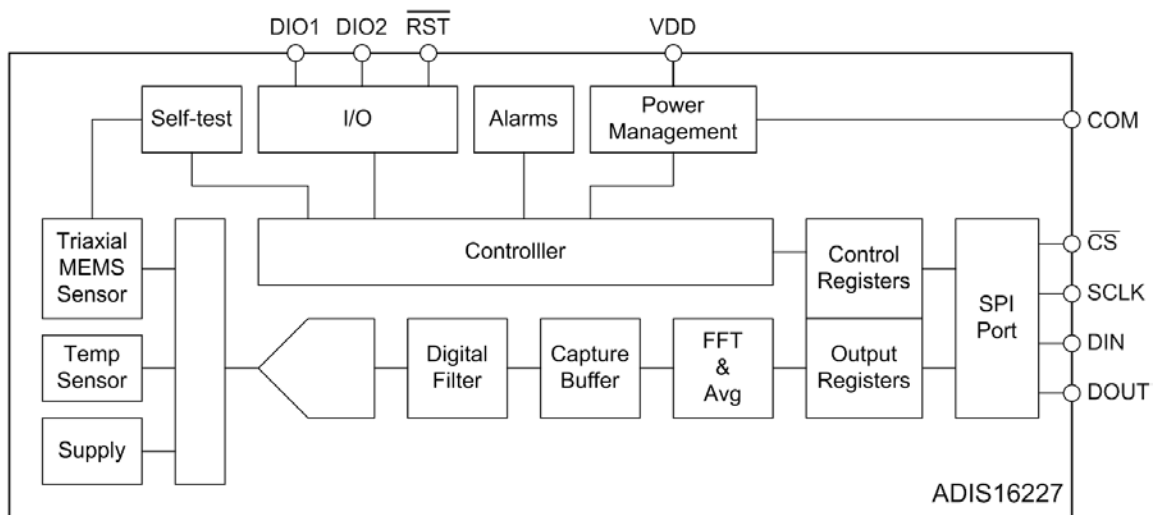 DIO1 DIO2 RST VDD
Self-test
I/O
Alarms
Power
Management
COM
Triaxial
MEMS
Sensor
Controlller
Control
Registers
SPI
Port
CS
SCLK
DIN
DOUT
Temp
Sensor
Digital
Filter
Capture
Buffer
FFT
&
Avg
Output
Registers
Supply
ADIS16227